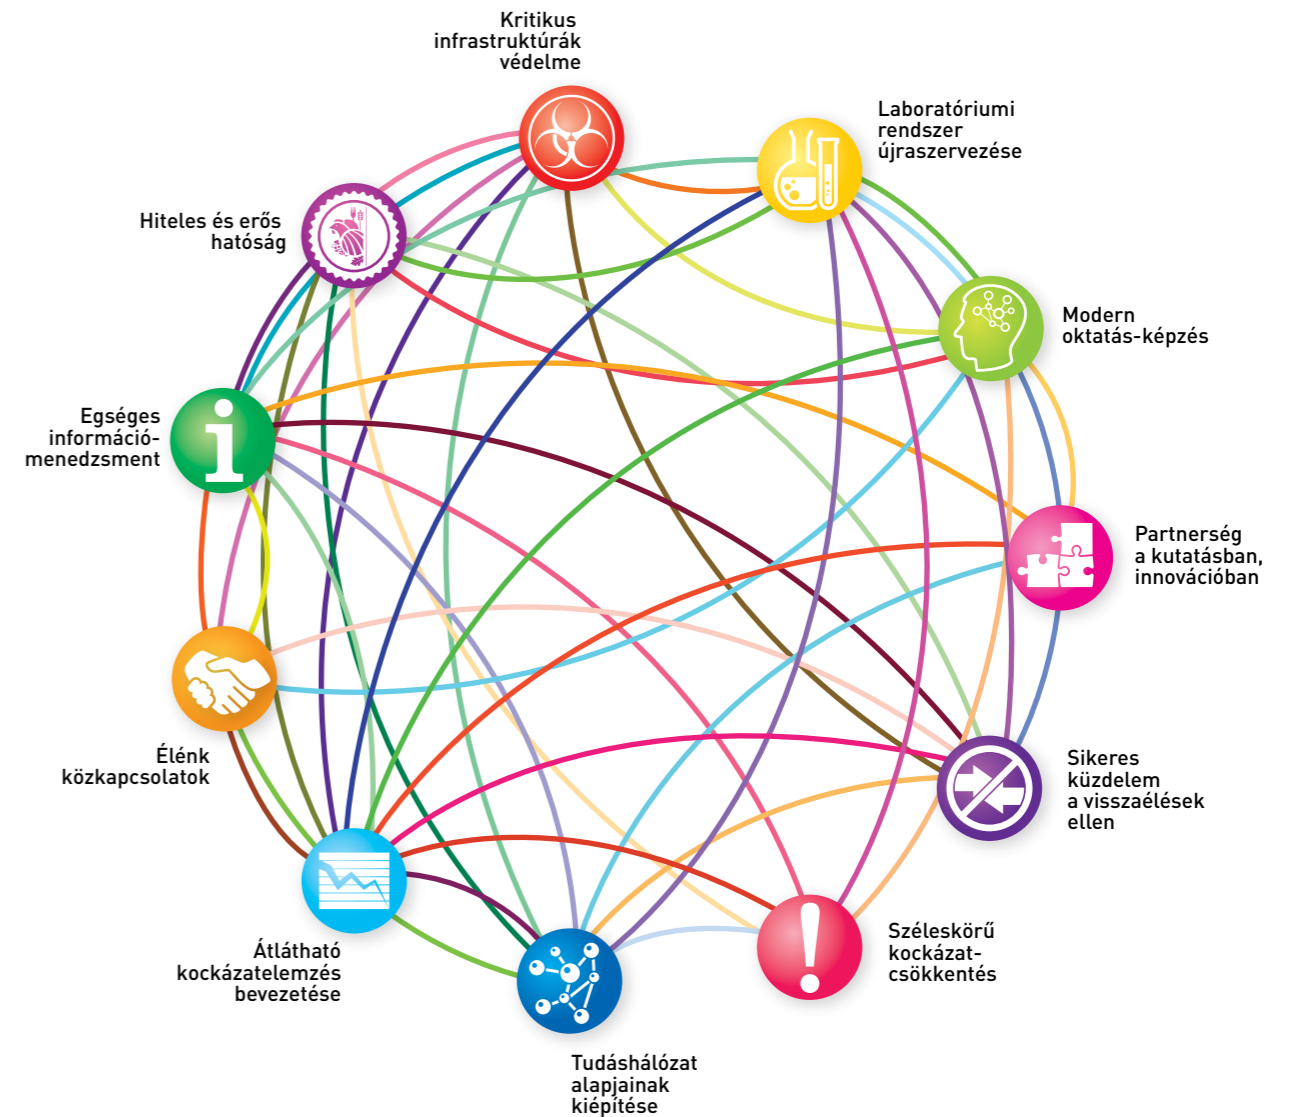 Kritikus
infrastruktúrák
védelme
Laboratóriumi
rendszer
újraszervezése
Hiteles és erős
hatóság
Modern
oktatás-képzés
Egséges
információ-
menedzsment
Partnerség
a kutatásban,
innovációban
Élénk
közkapcsolatok
Sikeres
küzdelem
a visszaélések
ellen
Átlátható
kockázatelemzés
bevezetése
Széleskörű
kockázat-
csökkentés
Tudáshálózat
alapjainak
kiépítése